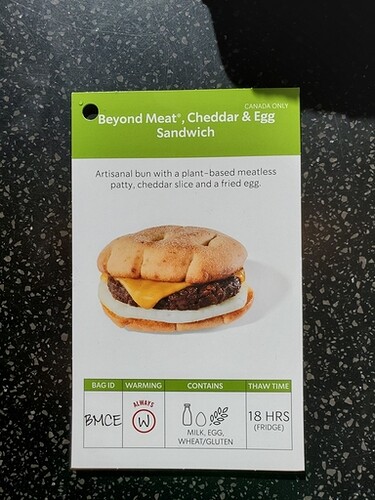 CANADA ONLY
Beyond Meat®, Cheddar & Egg
Sandwich
Artisanal bun with a plant-based meatless
patty, cheddar slice and a fried egg.
BAG ID WARMING CONTAINS THAW TIME
BMCE
ALWAYS
W
MILK, EGG,
WHEAT/GLUTEN
18 HRS
(FRIDGE)